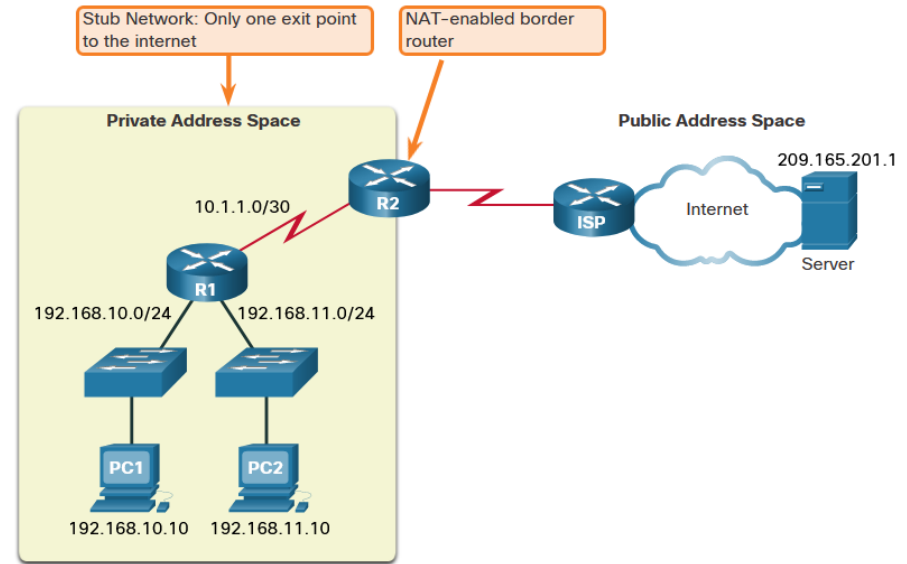 Stub Network: Only one exit point
to the internet
NAT-enabled border
router
Private Address Space
Public Address Space
209.165.201.1
R2
10.1.1.0/30
ISP
Internet
Server
R1
192.168.10.0/24
192.168.11.0/24
PC1
PC2
192.168.10.10
192.168.11.10